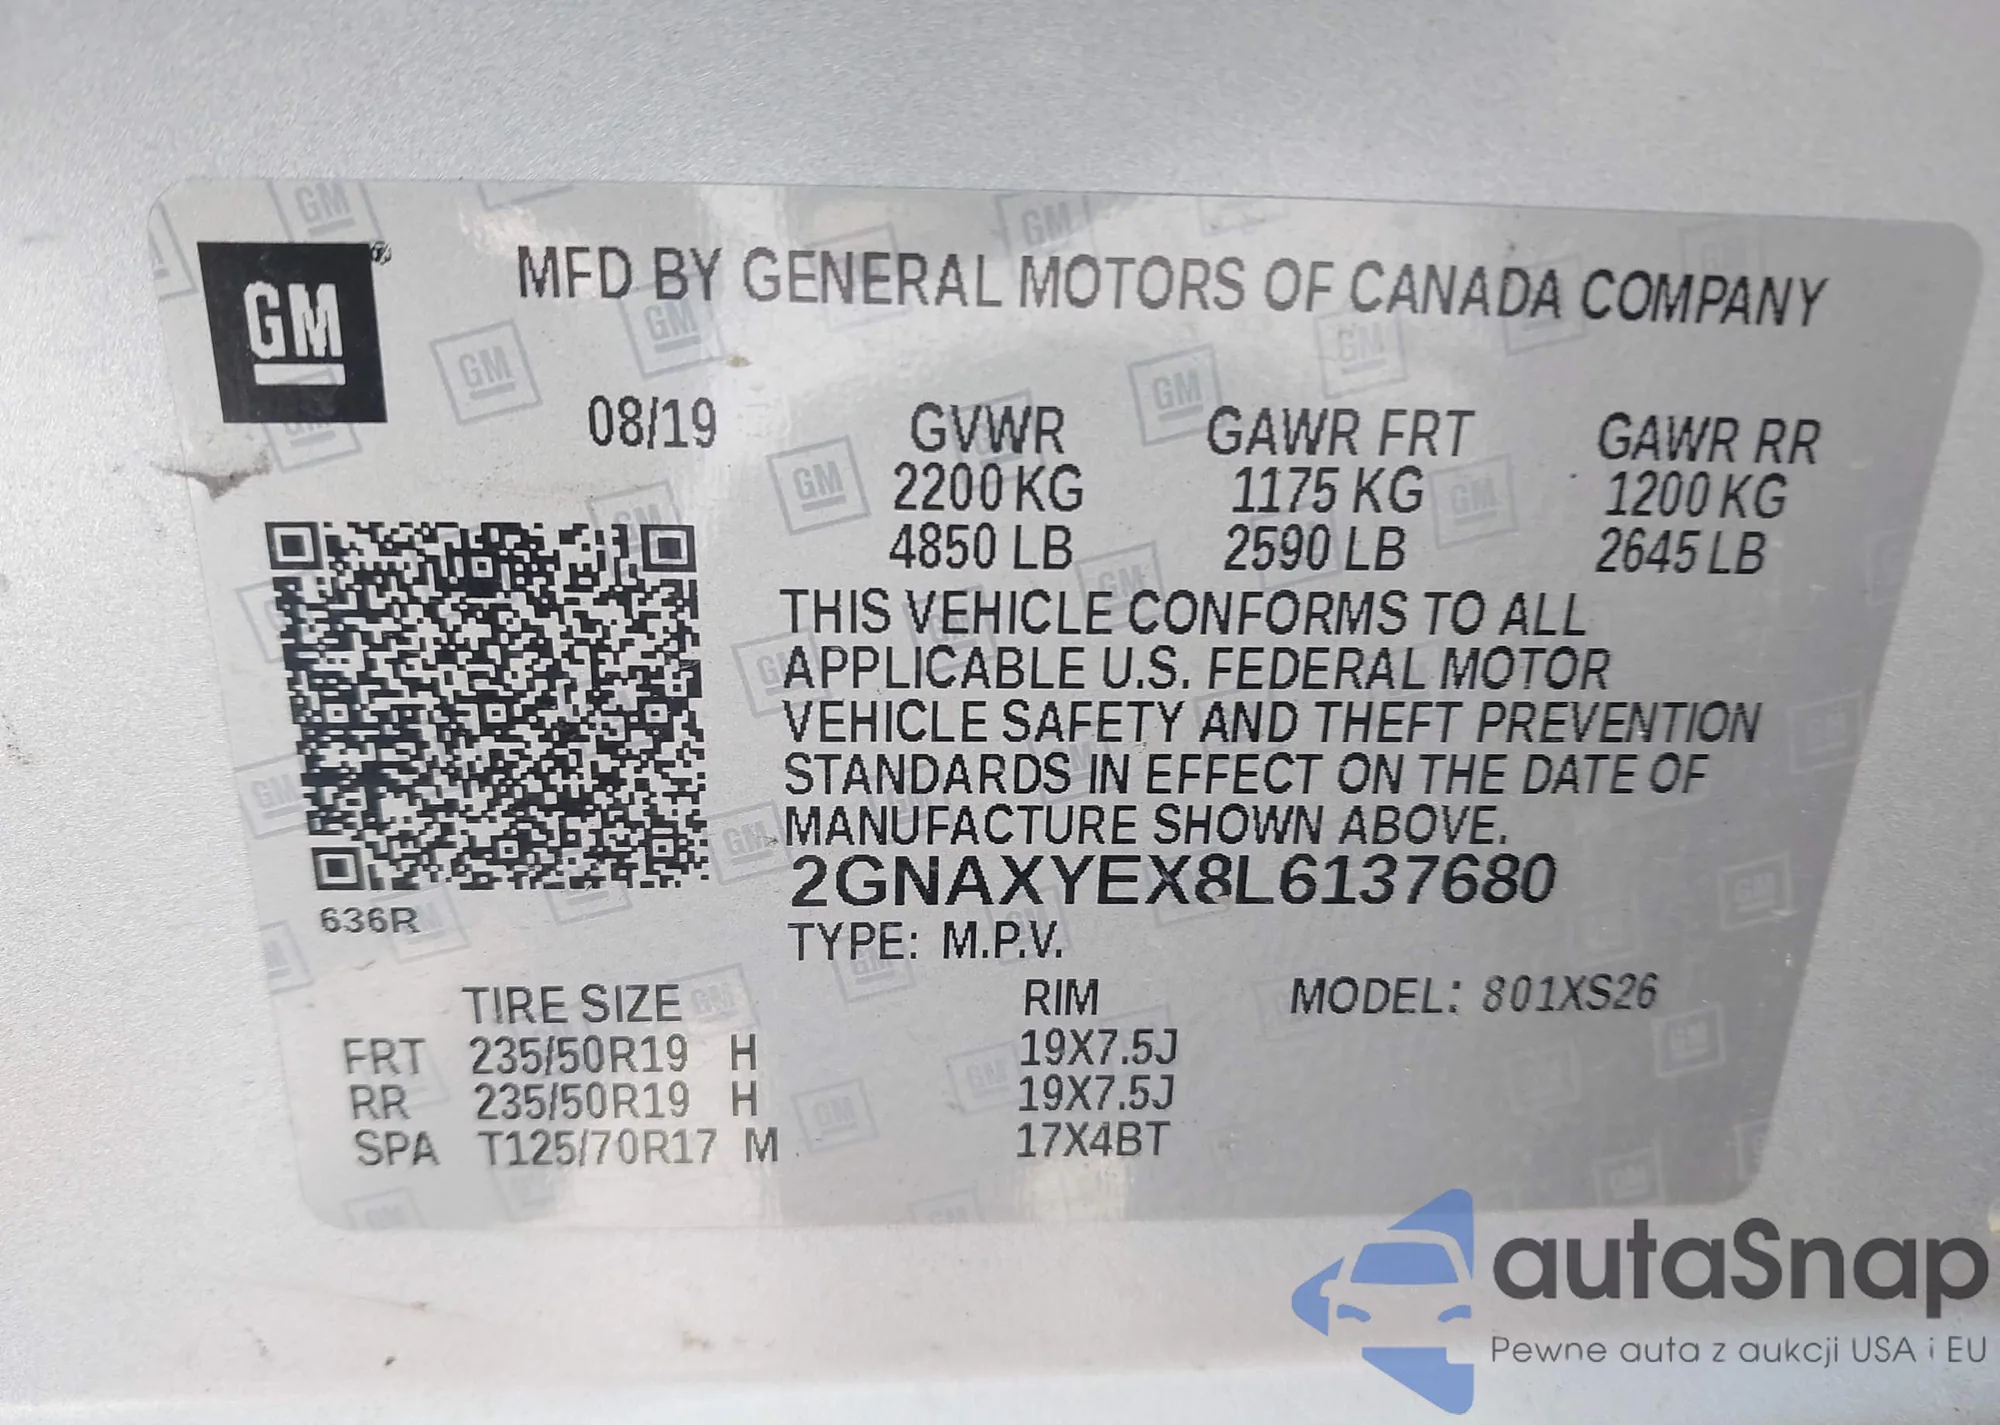 GM ®
MFD BY GENERAL MOTORS OF CANADA COMPANY
08/19 GVWR GAWR FRT GAWR RR
2200 KG 1175 KG 1200 KG
4850 LB 2590 LB 2645 LB
THIS VEHICLE CONFORMS TO ALL
APPLICABLE U.S. FEDERAL MOTOR
VEHICLE SAFETY AND THEFT PREVENTION
STANDARDS IN EFFECT ON THE DATE OF
MANUFACTURE SHOWN ABOVE.
2GNAXYEX8L6137680
636R
TYPE: M.P.V.
TIRE SIZE RIM MODEL: 801XS26
FRT 235/50R19 H 19X7.5J
RR 235/50R19 H 19X7.5J
SPA T125/70R17 M 17X4BT
autaSnap
Pewne auta z aukcji USA i EU